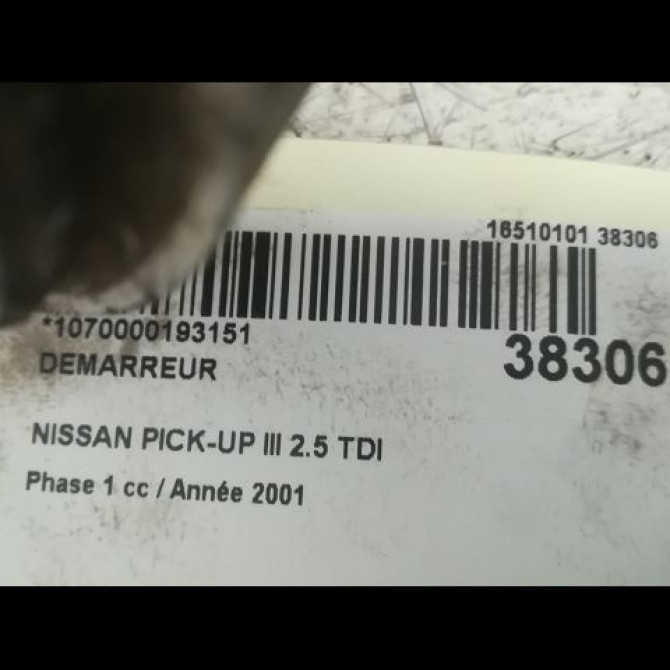 16510101 38306
*1070000193151
38306
DEMARREUR
NISSAN PICK-UP III 2.5 TDI
Phase 1 cc / Année 2001